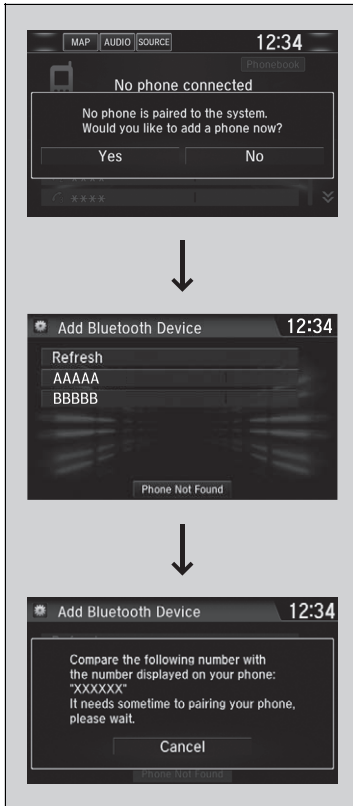 MAP AUDIO SOURCE 12:34
Phonebook
No phone connected
No phone is paired to the system.
Would you like to add a phone now?
Yes No
****
Add Bluetooth Device 12:34
Refresh
AAAAA
BBBBB
Phone Not Found
Add Bluetooth Device 12:34
Compare the following number with
the number displayed on your phone:
"XXXXXX"
It needs sometime to pairing your phone,
please wait.
Cancel
Phone Not Found